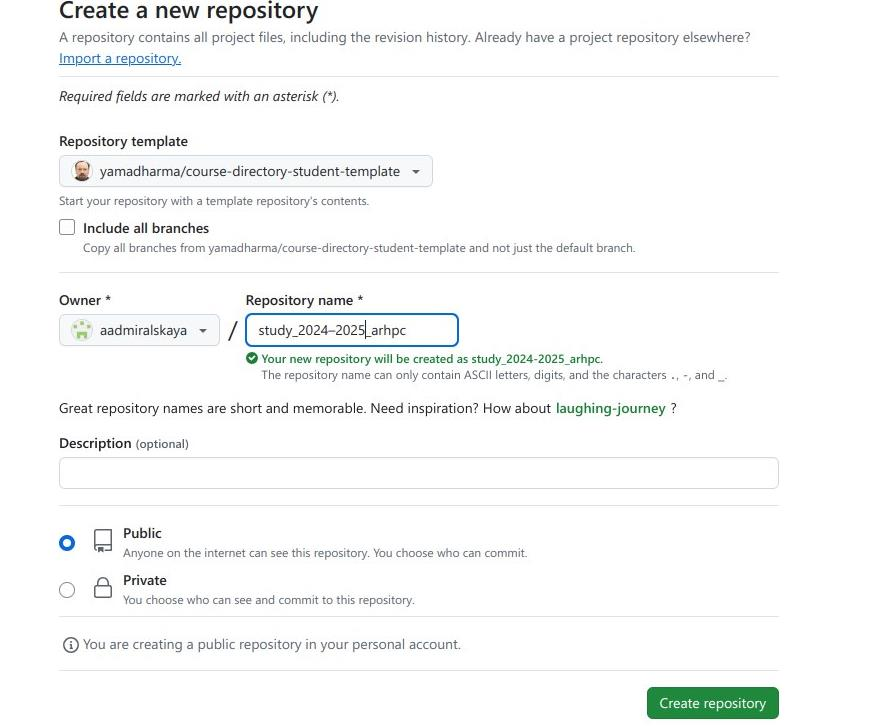 Create a new repository
A repository contains all project files, including the revision history. Already have a project repository elsewhere?
Import a repository.
Required fields are marked with an asterisk (*).
Repository template
yamadharma/course-directory-student-template
Start your repository with a template repository's contents.
Include all branches
Copy all branches from yamadharma/course-directory-student-template and not just the default branch.
Owner * Repository name *
aadmiralskaya / study_2024–2025_arhpc
Your new repository will be created as study_2024-2025_arhpc.
The repository name can only contain ASCII letters, digits, and the characters ., -, and _.
Great repository names are short and memorable. Need inspiration? How about laughing-journey ?
Description (optional)
Public
Anyone on the internet can see this repository. You choose who can commit.
Private
You choose who can see and commit to this repository.
You are creating a public repository in your personal account.
Create repository